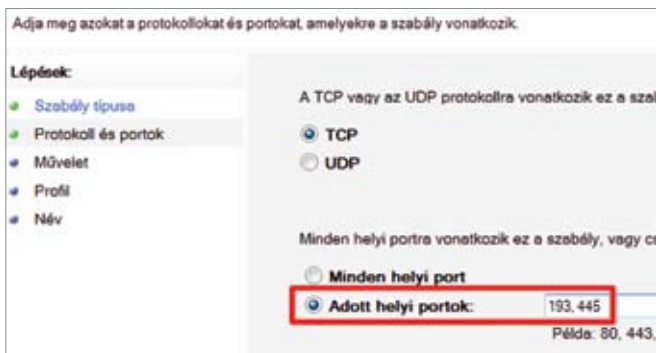 Adja meg azokat a protokollokat és portokat, amelyekre a szabály vonatkozik.
Lépések:
Szabály típusa
Protokoll és portok
Művelet
Profil
Név
A TCP vagy az UDP protokollra vonatkozik ez a
TCP
UDP
Minden helyi portra vonatkozik ez a szabály, vagy
Minden helyi port
Adott helyi portok:
193, 445
Példa: 80, 443,